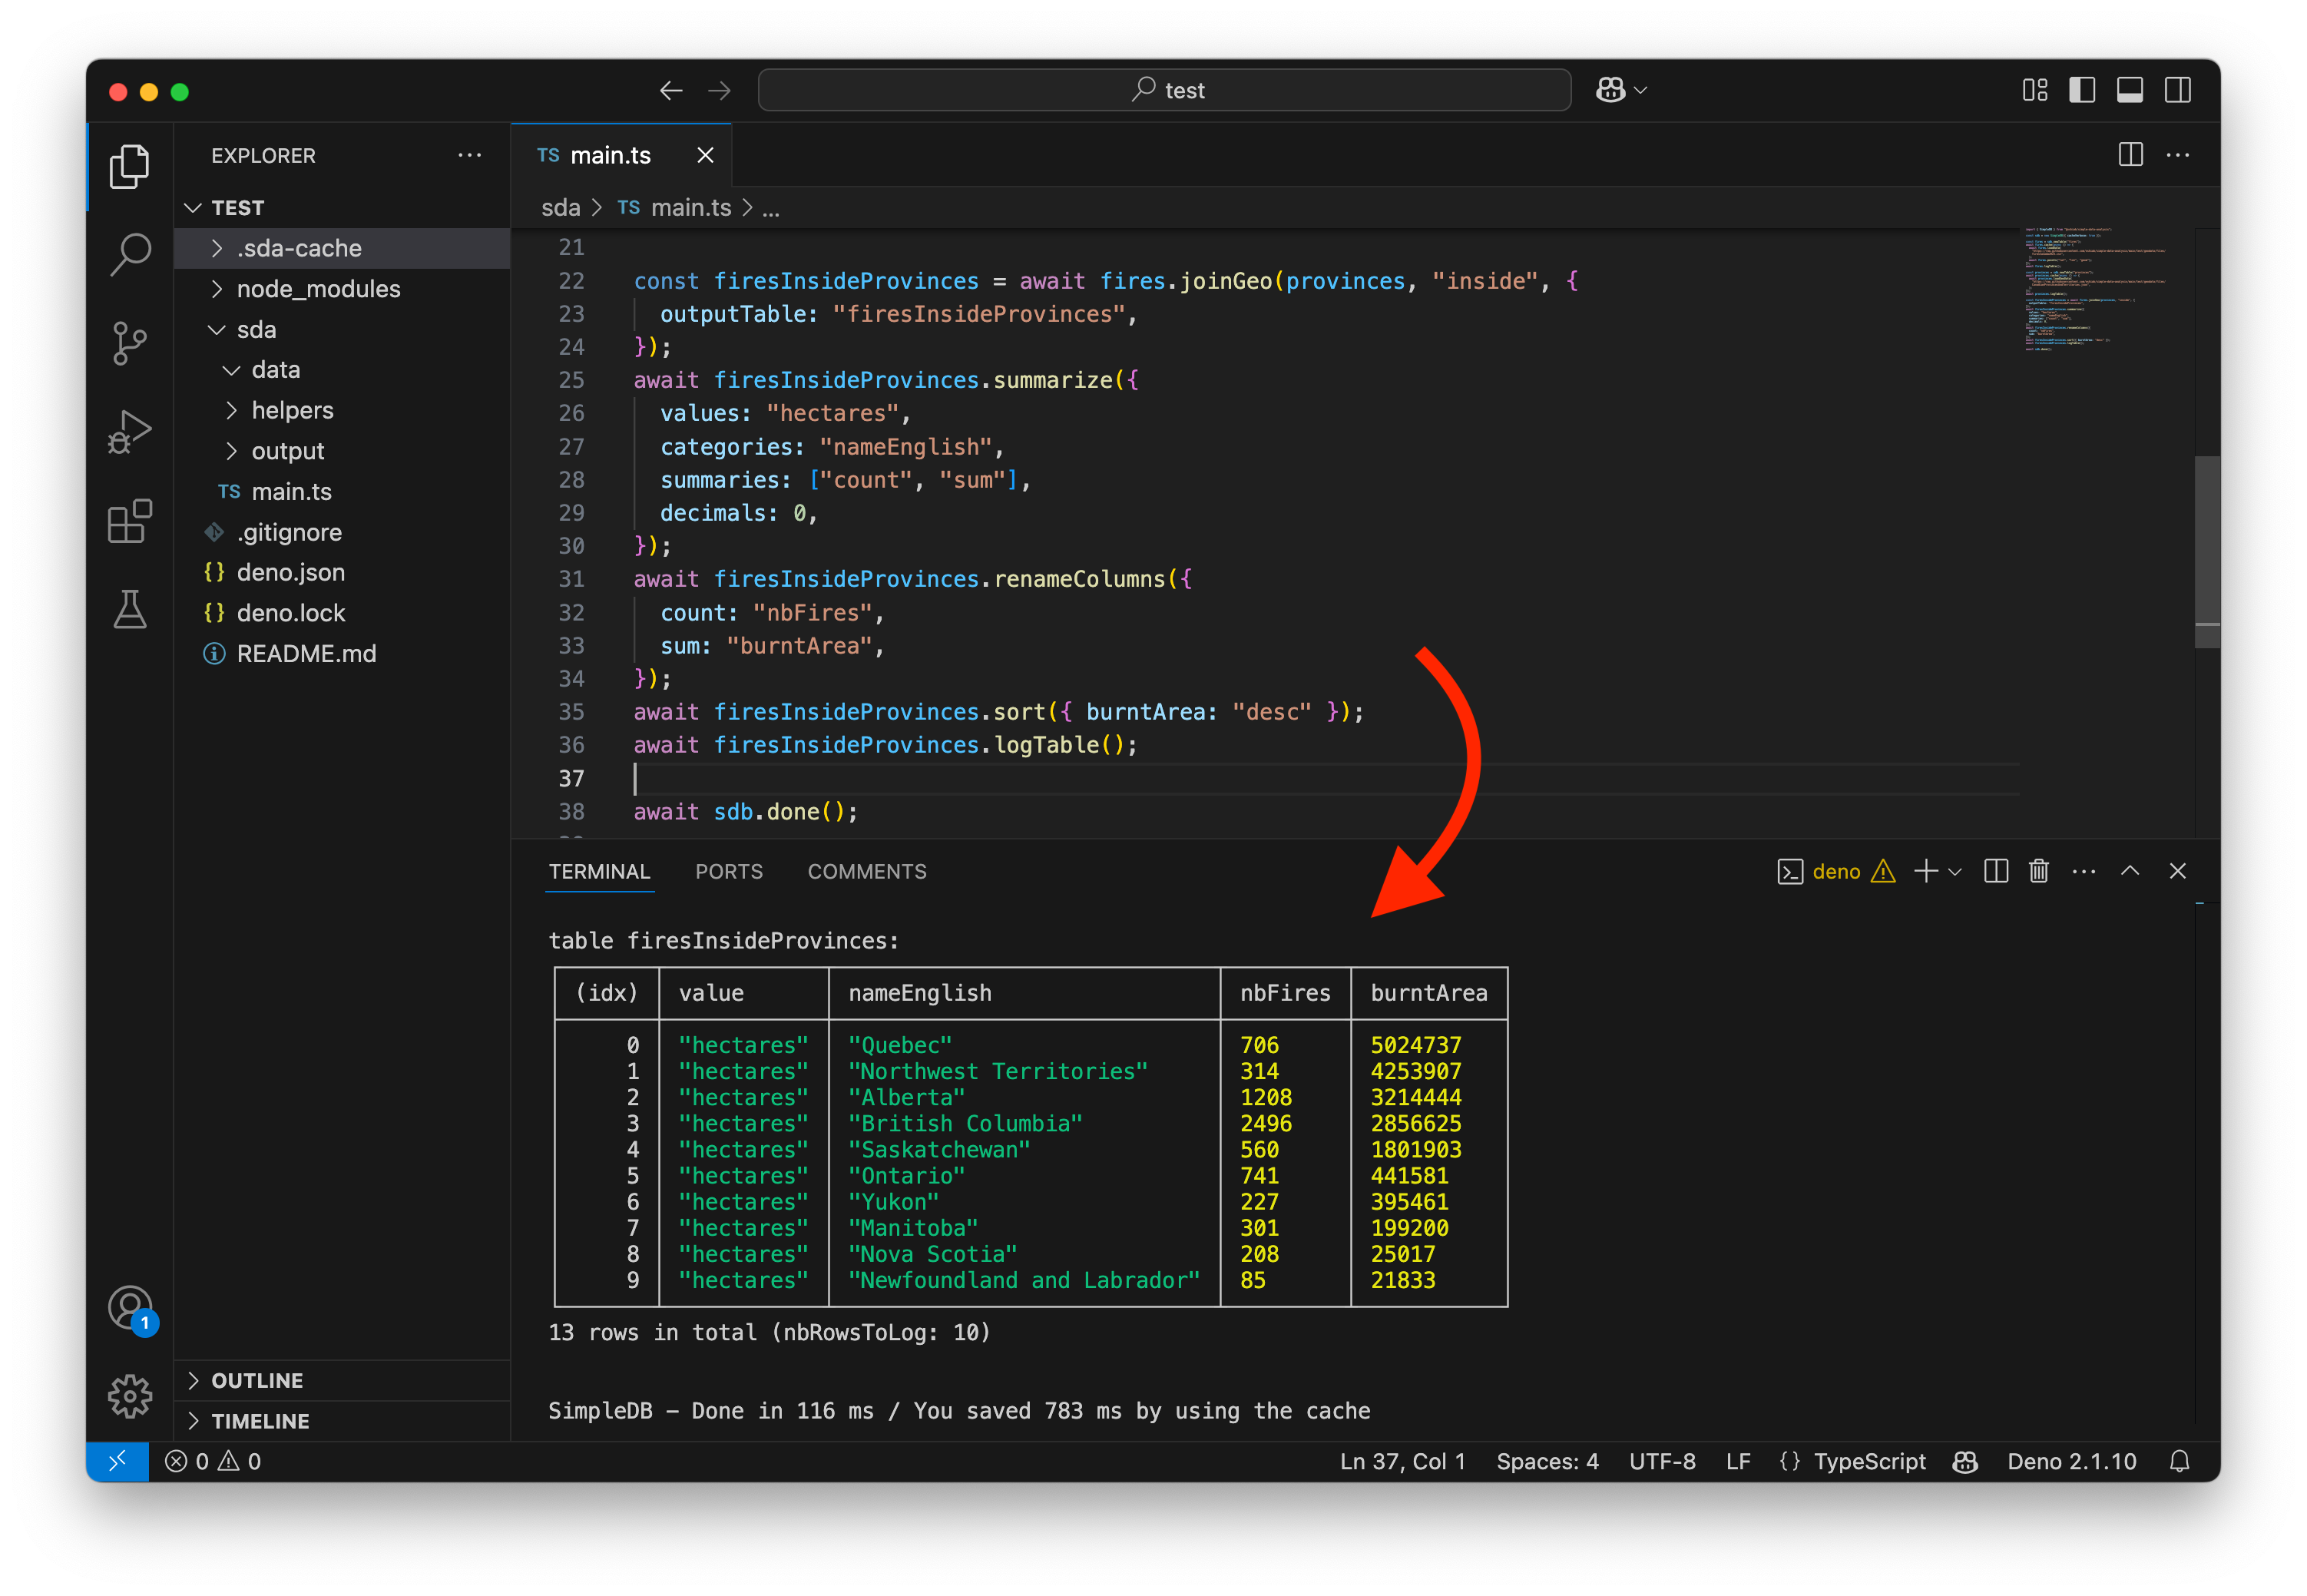 test
EXPLORER
TEST
.sda-cache
node_modules
sda
data
helpers
output
TS main.ts
.gitignore
{} deno.json
{} deno.lock
README.md
OUTLINE
TIMELINE
1
TS main.ts
sda > TS main.ts > ...
21
22 const firesInsideProvinces = await fires.joinGeo(provinces, "inside", {
23 outputTable: "firesInsideProvinces",
24 });
25 await firesInsideProvinces.summarize({
26 values: "hectares",
27 categories: "nameEnglish",
28 summaries: ["count", "sum"],
29 decimals: 0,
30 });
31 await firesInsideProvinces.renameColumns({
32 count: "nbFires",
33 sum: "burntArea",
34 });
35 await firesInsideProvinces.sort({ burntArea: "desc" });
36 await firesInsideProvinces.logTable();
37
38 await sdb.done();
TERMINAL PORTS COMMENTS deno
table firesInsideProvinces:
(idx) value nameEnglish nbFires burntArea
0 "hectares" "Quebec" 706 5024737
1 "hectares" "Northwest Territories" 314 4253907
2 "hectares" "Alberta" 1208 3214444
3 "hectares" "British Columbia" 2496 2856625
4 "hectares" "Saskatchewan" 560 1801903
5 "hectares" "Ontario" 741 441581
6 "hectares" "Yukon" 227 395461
7 "hectares" "Manitoba" 301 199200
8 "hectares" "Nova Scotia" 208 25017
9 "hectares" "Newfoundland and Labrador" 85 21833
13 rows in total (nbRowsToLog: 10)
SimpleDB – Done in 116 ms / You saved 783 ms by using the cache
0 0 Ln 37, Col 1 Spaces: 4 UTF-8 LF {} TypeScript Deno 2.1.10